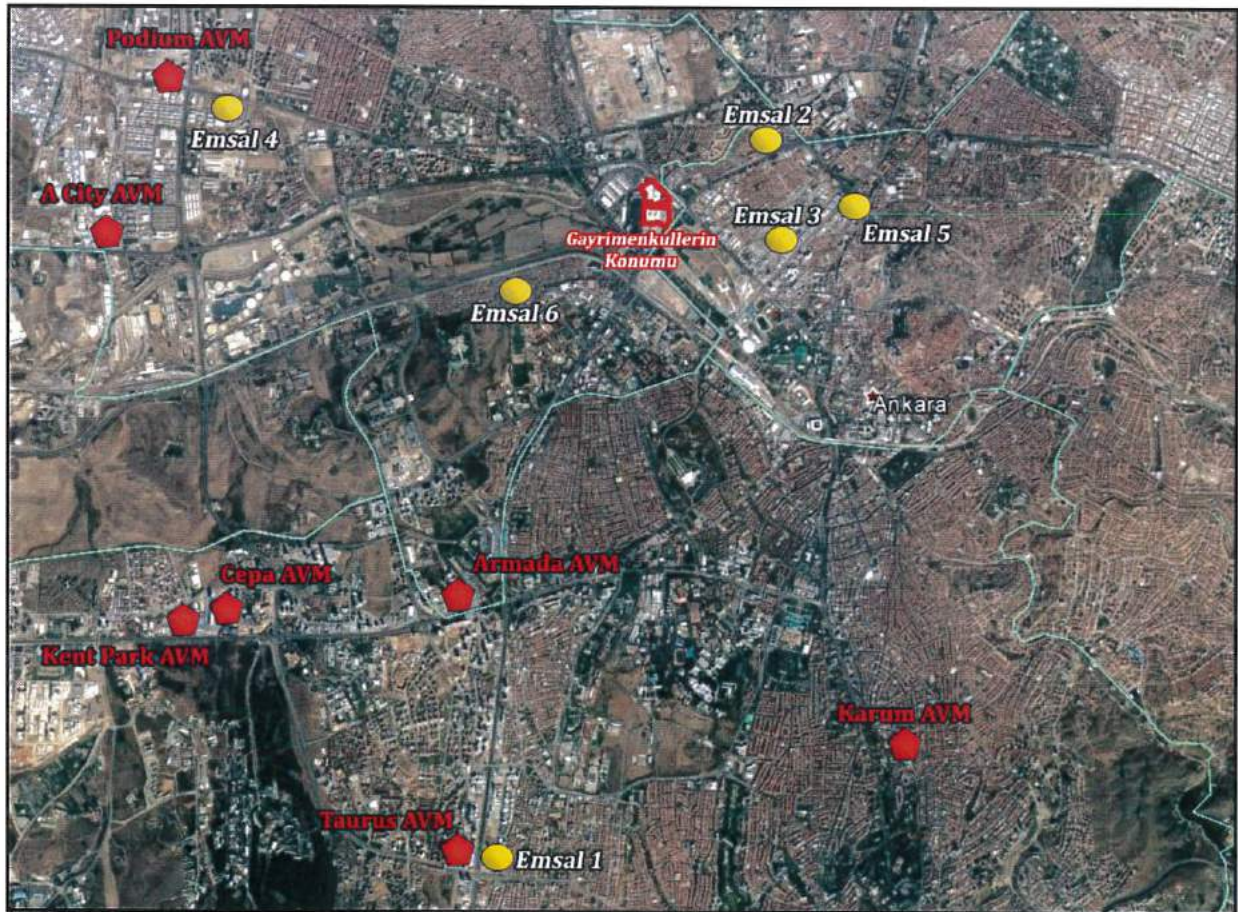 Podium AVM
Emsal 4
Emsal 2
A City AVM
Emsal 3
Emsal 5
Gayrimenkullerin
Konumu
Emsal 6
Ankara
Armada AVM
Cepa AVM
Kent Park AVM
Karum AVM
Taurus AVM
Emsal 1